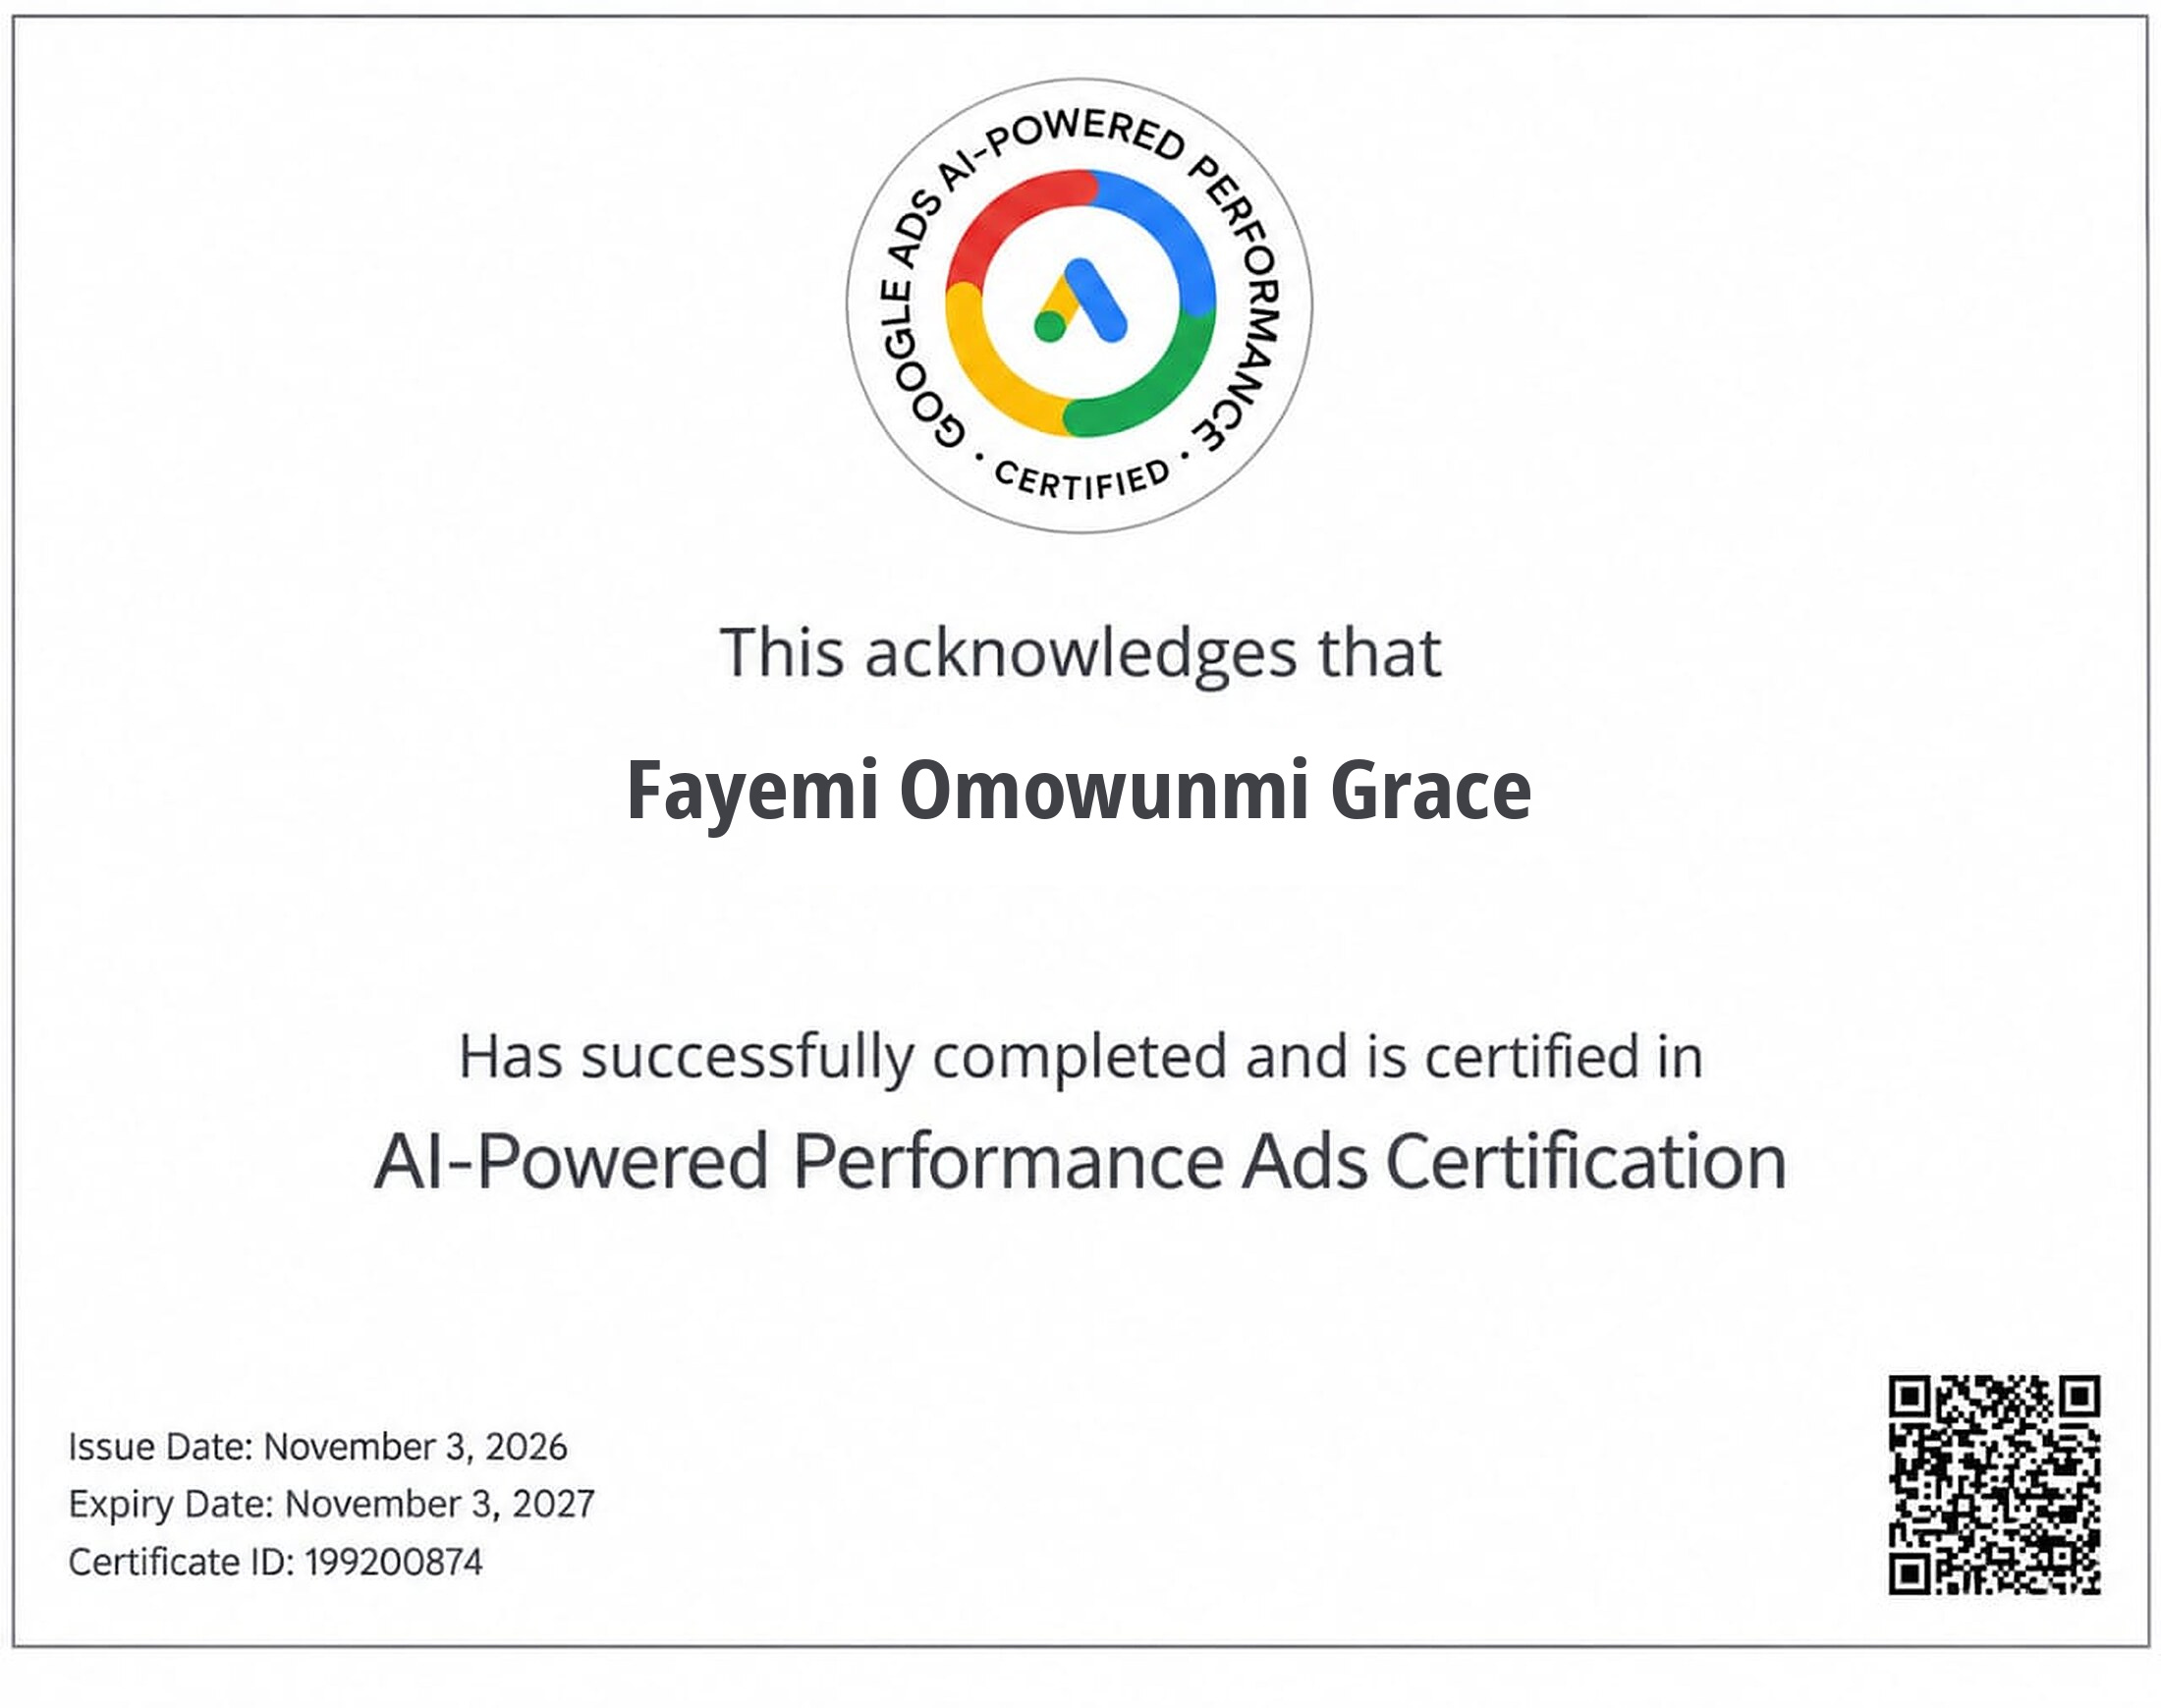 GOOGLE ADS AI-POWERED PERFORMANCE
• CERTIFIED •
This acknowledges that
Fayemi Omowunmi Grace
Has successfully completed and is certified in
AI-Powered Performance Ads Certification
Issue Date: November 3, 2026
Expiry Date: November 3, 2027
Certificate ID: 199200874